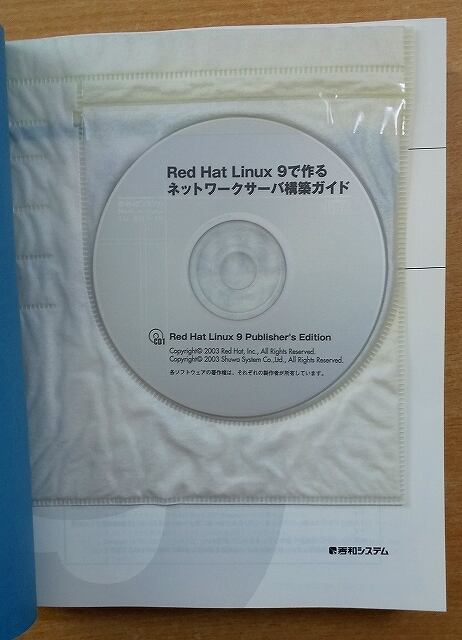 Red Hat Linux 9で作る
ネットワークサーバ構築ガイド
CD1
Red Hat Linux 9 Publisher's Edition
Copyright© 2003 Red Hat, Inc., All Rights Reserved.
Copyright© 2003 Shuwa System Co.,Ltd., All Rights Reserved.
各ソフトウェアの著作権は、それぞれの製作者が所有しています。
秀和システム